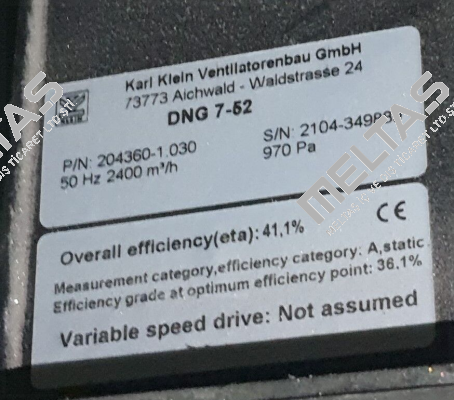 Karl Klein Ventilatorenbau GmbH
73773 Aichwald - Waldstrasse 24
DNG 7-52
P/N: 204360-1.030
S/N: 2104-
50 Hz 2400 m³/h
970 Pa
Overall efficiency(eta): 41,1%
CE
Measurement category,efficiency category: A,static
Efficiency grade at optimum efficiency point: 36,1%
Variable speed drive: Not assumed
MELTAS
MELTAS